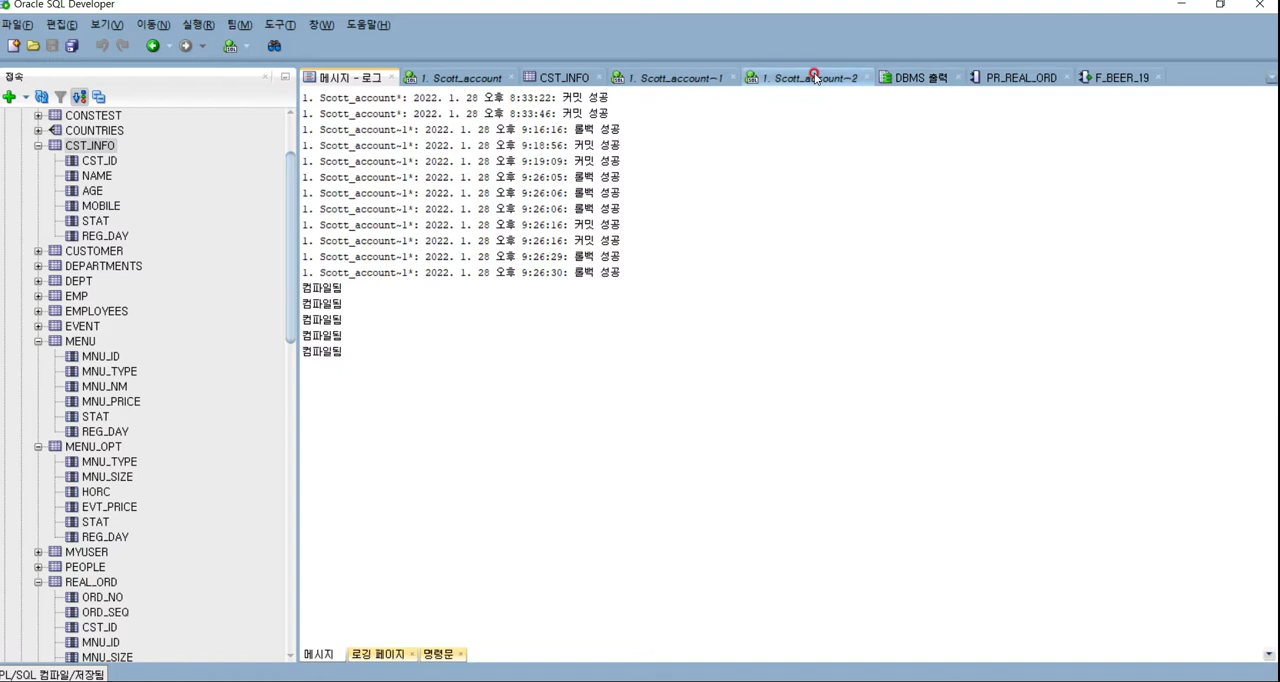 Oracle SQL Developer
파일(F) 편집(E) 보기(V) 이동(N) 실행(R) 팀(M) 도구(T) 창(W) 도움말(H)
접속
메시지 - 로그
1. Scott_account
CST_INFO
1. Scott_account~1
1. Scott_account~2
DBMS 출력
PR_REAL_ORD
F_BEER_19
CONSTEST
COUNTRIES
CST_INFO
CST_ID
NAME
AGE
MOBILE
STAT
REG_DAY
CUSTOMER
DEPARTMENTS
DEPT
EMP
EMPLOYEES
EVENT
MENU
MNU_ID
MNU_TYPE
MNU_NM
MNU_PRICE
STAT
REG_DAY
MENU_OPT
MNU_TYPE
MNU_SIZE
HORC
EVT_PRICE
STAT
REG_DAY
MYUSER
PEOPLE
REAL_ORD
ORD_NO
ORD_SEQ
CST_ID
MNU_ID
MNU_SIZE
1. Scott_account*: 2022. 1. 28 오후 8:33:22: 커밋 성공
1. Scott_account*: 2022. 1. 28 오후 8:33:46: 커밋 성공
1. Scott_account~1*: 2022. 1. 28 오후 9:16:16: 롤백 성공
1. Scott_account~1*: 2022. 1. 28 오후 9:18:56: 커밋 성공
1. Scott_account~1*: 2022. 1. 28 오후 9:19:09: 커밋 성공
1. Scott_account~1*: 2022. 1. 28 오후 9:26:05: 롤백 성공
1. Scott_account~1*: 2022. 1. 28 오후 9:26:06: 롤백 성공
1. Scott_account~1*: 2022. 1. 28 오후 9:26:06: 롤백 성공
1. Scott_account~1*: 2022. 1. 28 오후 9:26:16: 커밋 성공
1. Scott_account~1*: 2022. 1. 28 오후 9:26:16: 커밋 성공
1. Scott_account~1*: 2022. 1. 28 오후 9:26:29: 롤백 성공
1. Scott_account~1*: 2022. 1. 28 오후 9:26:30: 롤백 성공
컴파일됨
컴파일됨
컴파일됨
컴파일됨
컴파일됨
메시지 로깅 페이지 명령문
PL/SQL 컴파일/저장됨